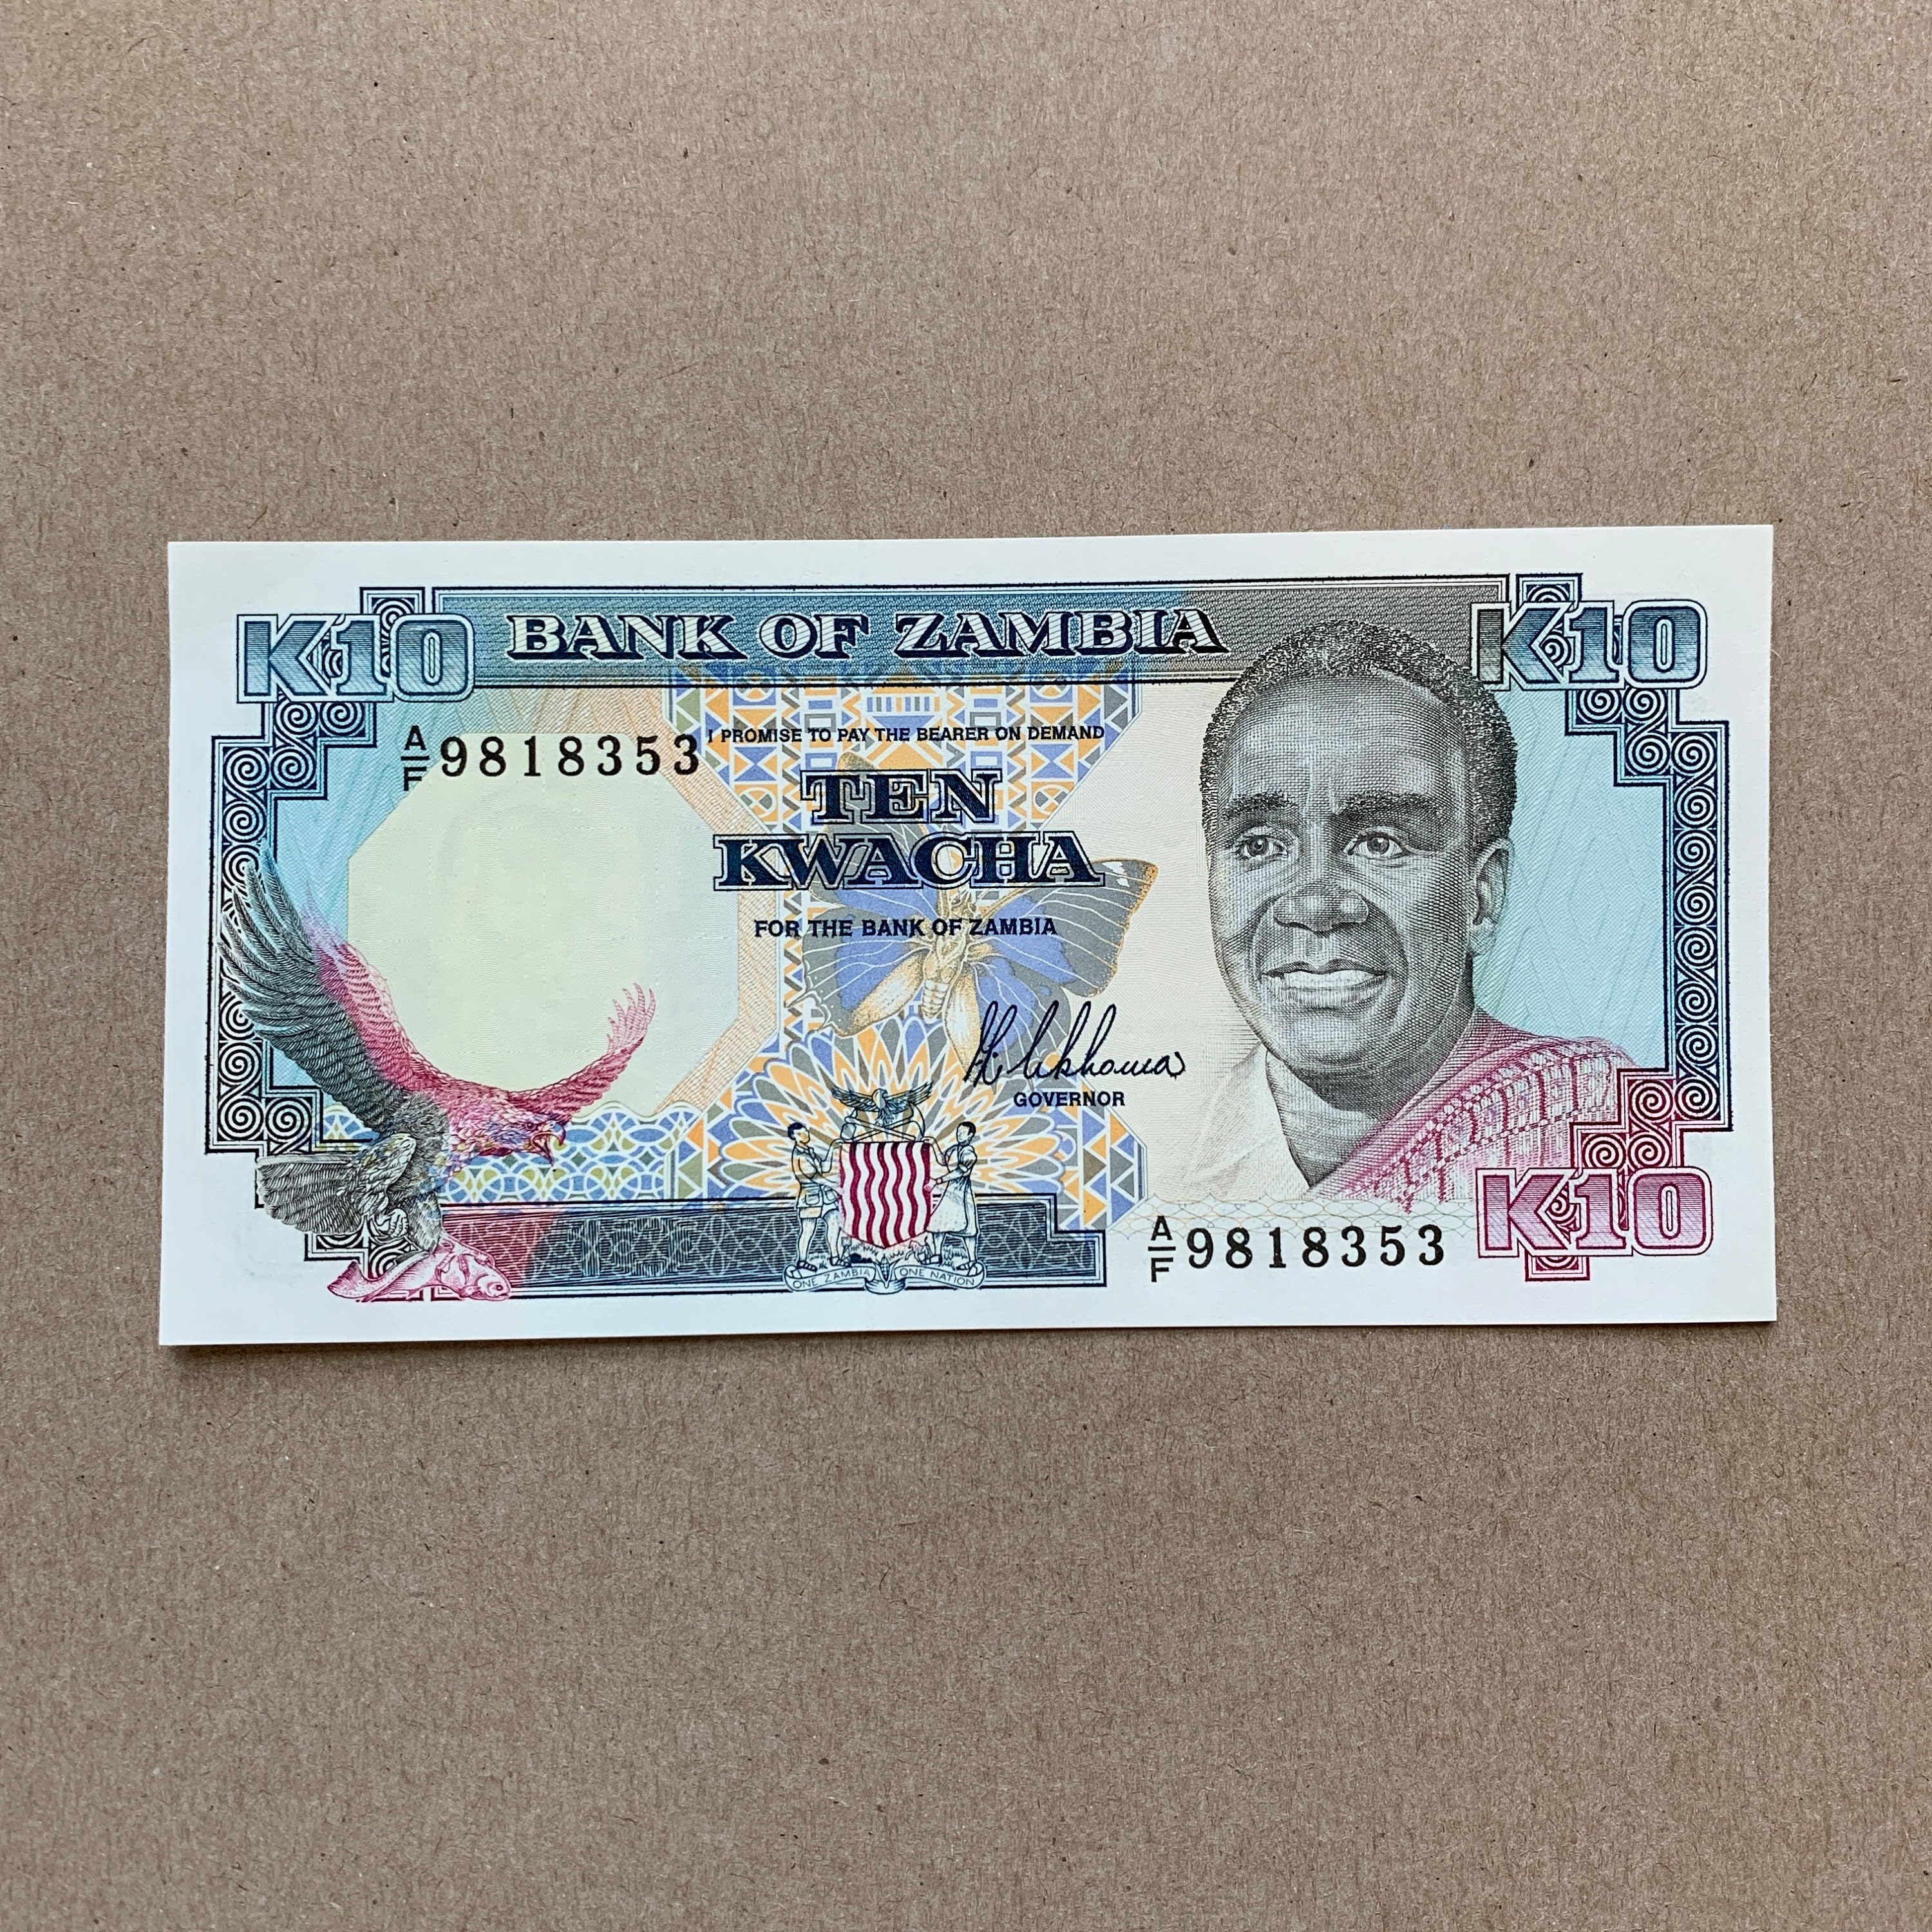 K10 BANK OF ZAMBIA K10
A/F 9818353
I PROMISE TO PAY THE BEARER ON DEMAND
TEN
KWACHA
FOR THE BANK OF ZAMBIA
GOVERNOR
A/F 9818353 K10
ONE ZAMBIA ONE NATION